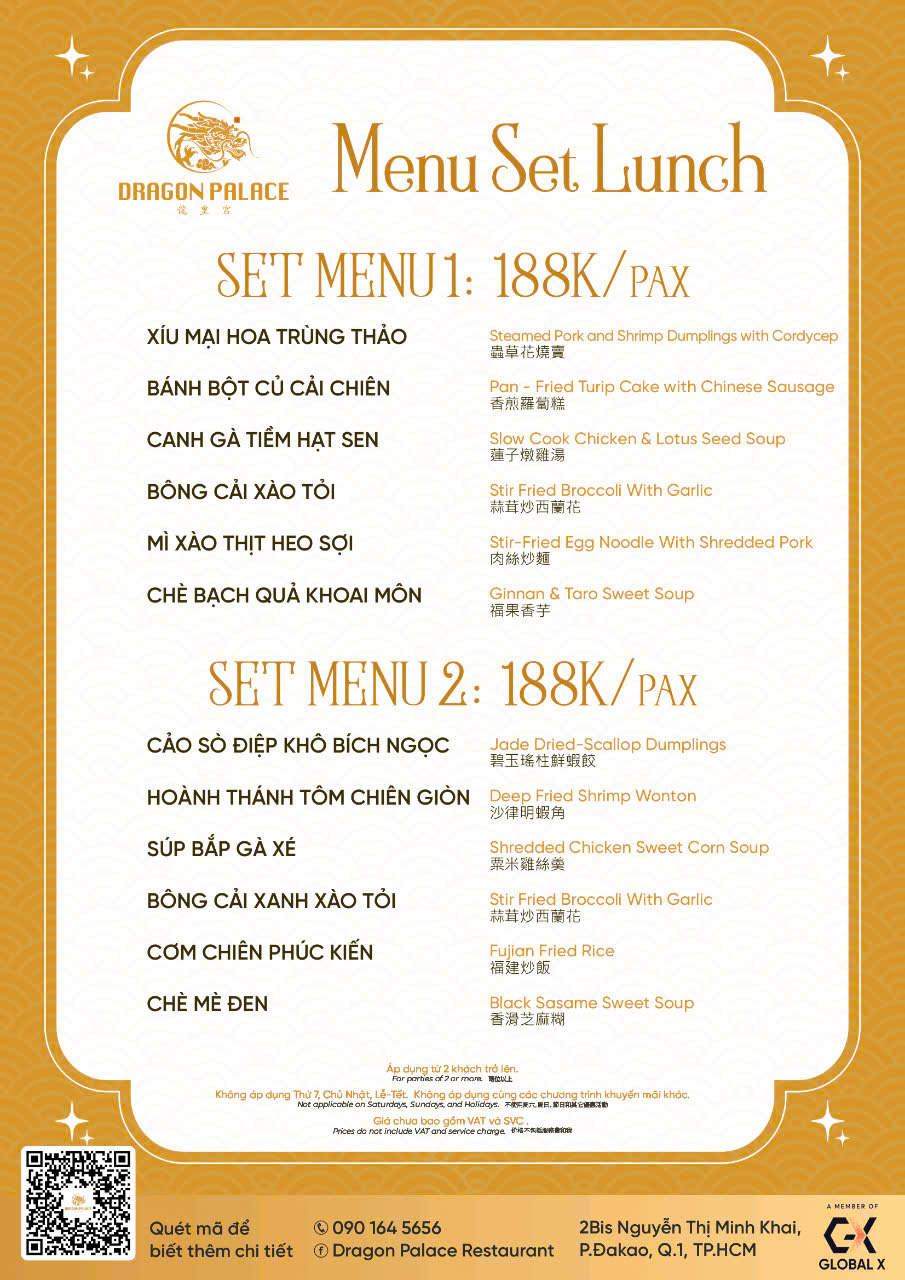 DRAGON PALACE
龍皇宮
Menu Set Lunch
SET MENU 1: 188K/PAX
XÍU MẠI HOA TRÙNG THẢO
Steamed Pork and Shrimp Dumplings with Cordycep
蟲草花燒賣
BÁNH BỘT CỦ CẢI CHIÊN
Pan - Fried Turip Cake with Chinese Sausage
香煎羅蔔糕
CANH GÀ TIỀM HẠT SEN
Slow Cook Chicken & Lotus Seed Soup
蓮子燉雞湯
BÔNG CẢI XÀO TỎI
Stir Fried Broccoli With Garlic
蒜茸炒西蘭花
MÌ XÀO THỊT HEO SỢI
Stir-Fried Egg Noodle With Shredded Pork
肉絲炒麵
CHÈ BẠCH QUẢ KHOAI MÔN
Ginnan & Taro Sweet Soup
福果香芋
SET MENU 2: 188K/PAX
CẢO SÒ ĐIỆP KHÔ BÍCH NGỌC
Jade Dried-Scallop Dumplings
碧玉瑤柱鮮蝦餃
HOÀNH THÁNH TÔM CHIÊN GIÒN
Deep Fried Shrimp Wonton
沙律明蝦角
SÚP BẮP GÀ XÉ
Shredded Chicken Sweet Corn Soup
粟米雞絲羹
BÔNG CẢI XANH XÀO TỎI
Stir Fried Broccoli With Garlic
蒜茸炒西蘭花
CƠM CHIÊN PHÚC KIẾN
Fujian Fried Rice
福建炒飯
CHÈ MÈ ĐEN
Black Sasame Sweet Soup
香滑芝麻糊
Áp dụng từ 2 khách trở lên.
For parties of 2 or more. 兩位以上
Không áp dụng Thứ 7, Chủ Nhật, Lễ-Tết. Không áp dụng cùng các chương trình khuyến mãi khác.
Not applicable on Saturdays, Sundays, and Holidays.
Giá chưa bao gồm VAT và SVC .
Prices do not include VAT and service charge.
Quét mã để
biết thêm chi tiết
090 164 5656
Dragon Palace Restaurant
2Bis Nguyễn Thị Minh Khai,
P.Đakao, Q.1, TP.HCM
A MEMBER OF
GX
GLOBAL X